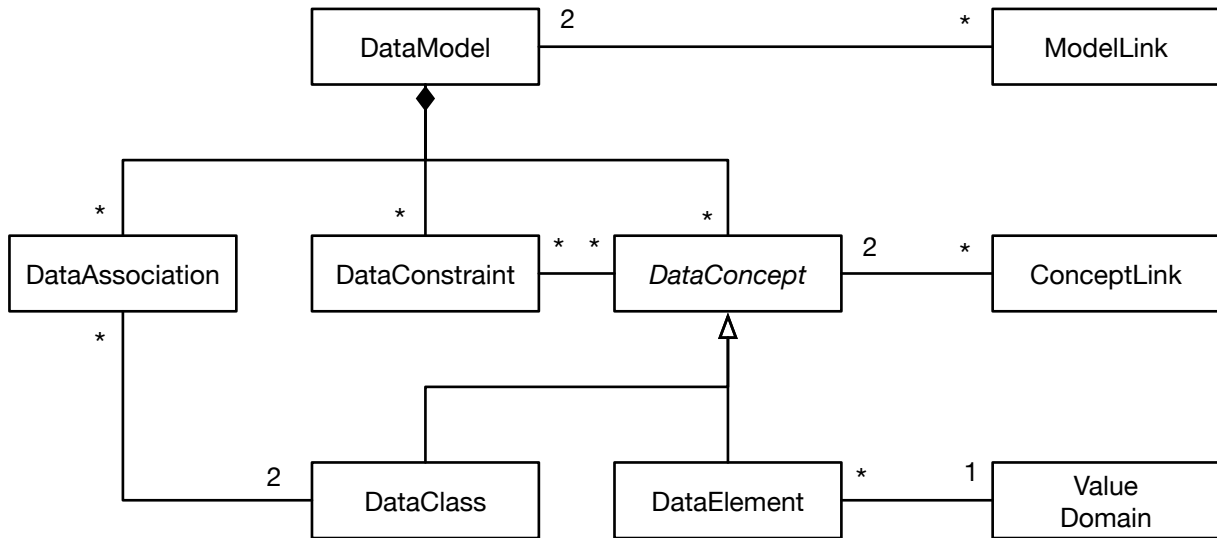 DataModel
2
*
ModelLink
*
*
*
DataAssociation
DataConstraint
*
*
DataConcept
2
*
ConceptLink
*
2
DataClass
DataElement
*
1
Value
Domain